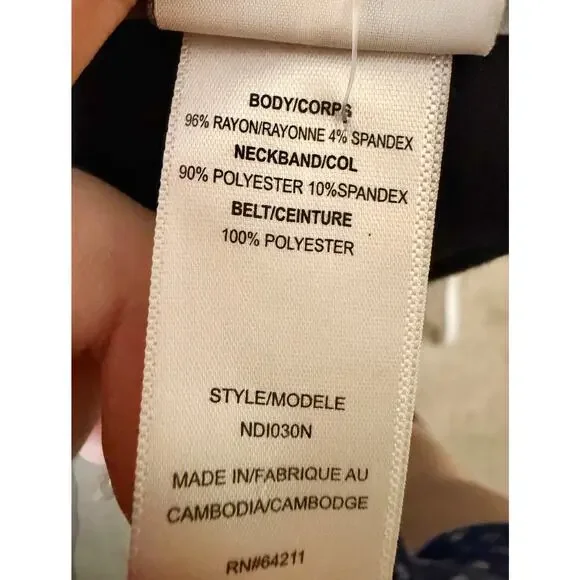 BODY/CORPS
96% RAYON/RAYONNE 4% SPANDEX
NECKBAND/COL
90% POLYESTER 10%SPANDEX
BELT/CEINTURE
100% POLYESTER
STYLE/MODELE
NDI030N
MADE IN/FABRIQUE AU
CAMBODIA/CAMBODGE
RN#64211